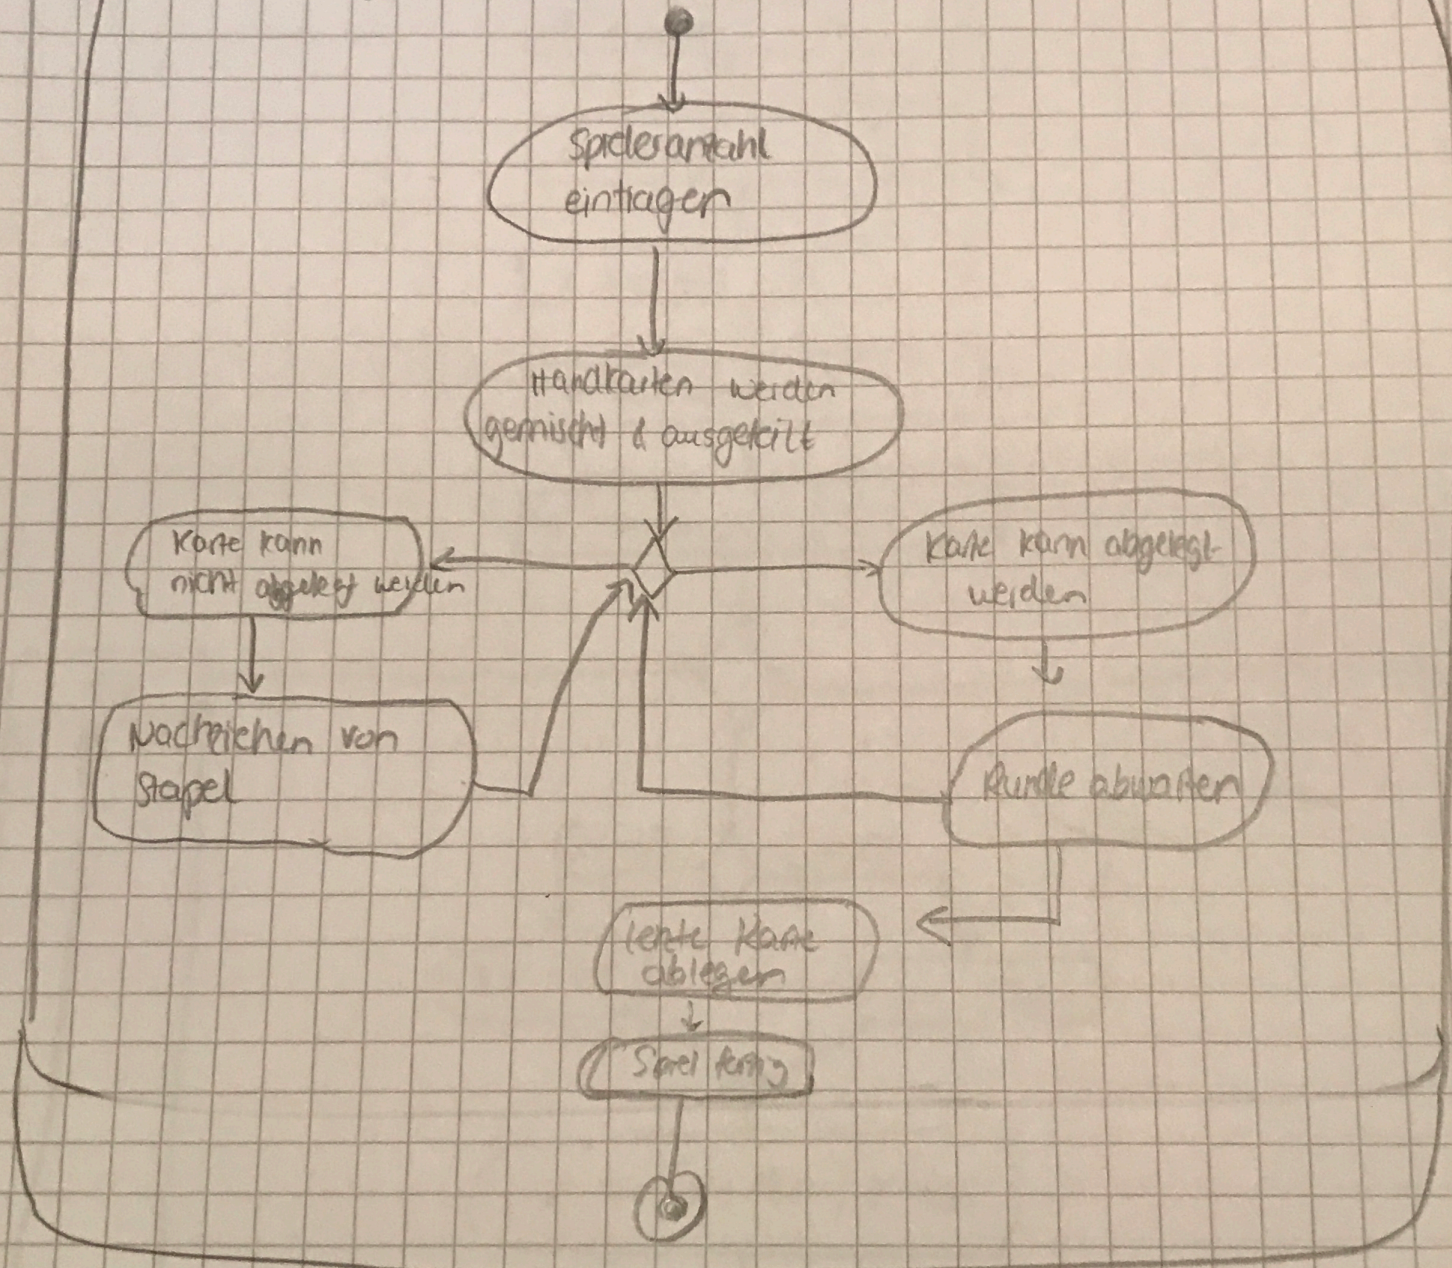 Spieleranzahl
eintragen
Handkarten werden
gemischt & ausgeteilt
Karte kann
nicht abgelegt werden
Karte kann abgelegt
werden
Nachreichen von
Stapel
Runde abwarten
letzte Karte
ablegen
Spiel fertig